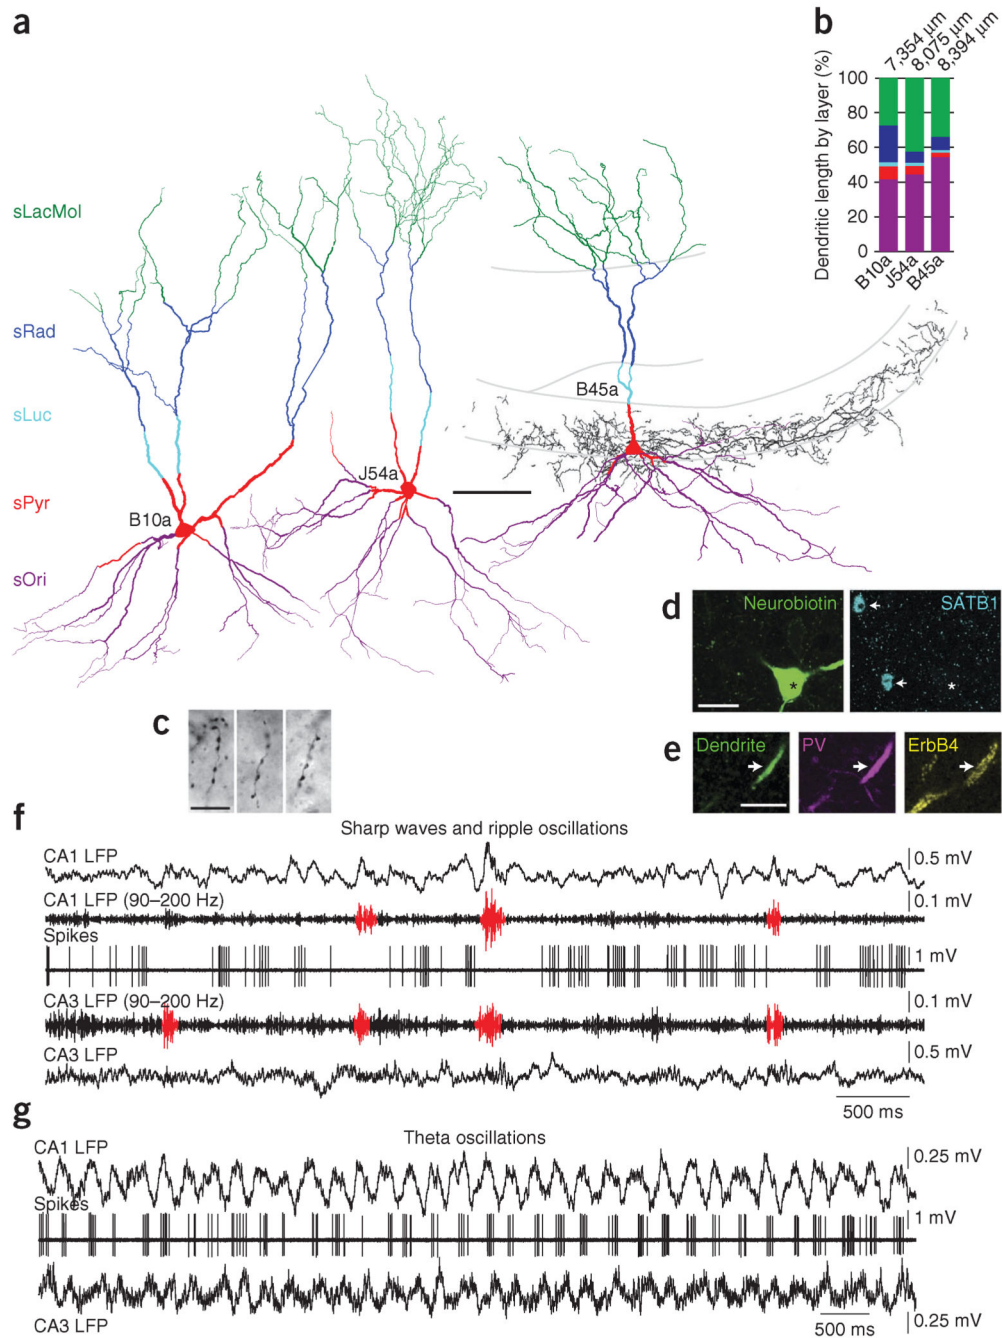 a
sLacMol
sRad
sLuc
sPyr
sOri
B10a
J54a
B45a
b
7,354 µm
8,075 µm
8,394 µm
Dendritic length by layer (%)
100
80
60
40
20
0
B10a
J54a
B45a
c
d
Neurobiotin
*
SATB1
*
e
Dendrite
PV
ErbB4
f
Sharp waves and ripple oscillations
CA1 LFP
0.5 mV
CA1 LFP (90–200 Hz)
0.1 mV
Spikes
1 mV
CA3 LFP (90–200 Hz)
0.1 mV
CA3 LFP
0.5 mV
500 ms
g
Theta oscillations
CA1 LFP
0.25 mV
Spikes
1 mV
CA3 LFP
500 ms
0.25 mV